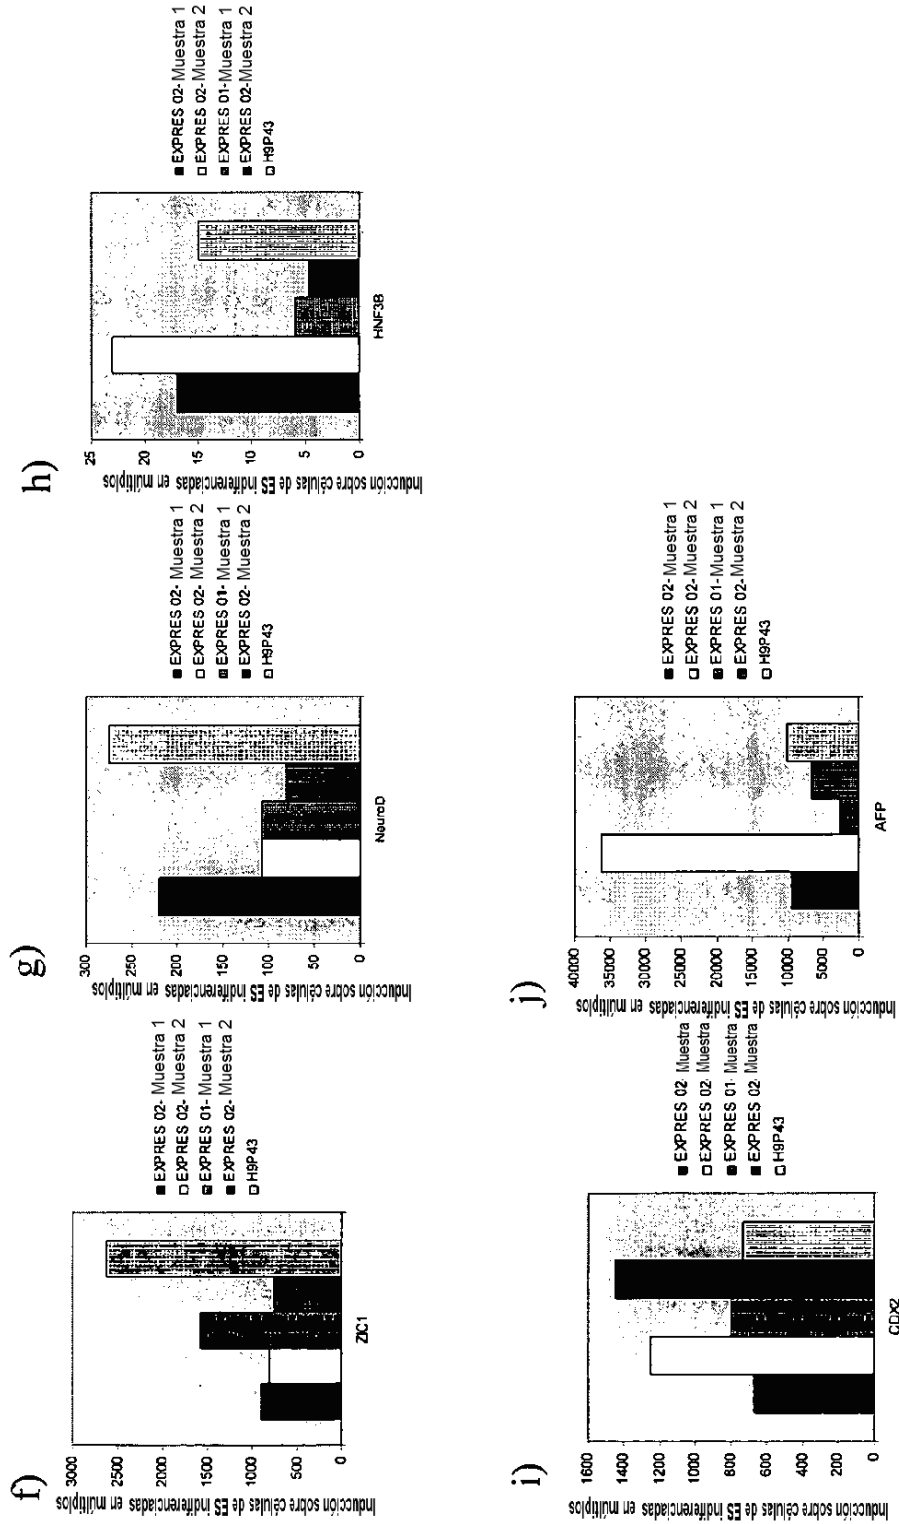 f)
Inducción sobre células de ES indiferenciadas en múltiplos
3000
2500
2000
1500
1000
500
0
ZIC1
EXPRES 02- Muestra 1
EXPRES 02- Muestra 2
EXPRES 01- Muestra 1
EXPRES 02- Muestra 2
H9P43
g)
Inducción sobre células de ES indiferenciadas en múltiplos
300
250
200
150
100
50
0
NeuroD
EXPRES 02- Muestra 1
EXPRES 02- Muestra 2
EXPRES 01- Muestra 1
EXPRES 02- Muestra 2
H9P43
h)
Inducción sobre células de ES indiferenciadas en múltiplos
25
20
15
10
5
0
HNF3B
EXPRES 02- Muestra 1
EXPRES 02- Muestra 2
EXPRES 01- Muestra 1
EXPRES 02- Muestra 2
H9P43
i)
Inducción sobre células de ES indiferenciadas en múltiplos
1600
1400
1200
1000
800
600
400
200
0
CDX2
EXPRES 02- Muestra
EXPRES 02- Muestra
EXPRES 01- Muestra
EXPRES 02- Muestra
H9P43
j)
Inducción sobre células de ES indiferenciadas en múltiplos
40000
35000
30000
25000
20000
15000
10000
5000
0
AFP
EXPRES 02- Muestra 1
EXPRES 02- Muestra 2
EXPRES 01- Muestra 1
EXPRES 02- Muestra 2
H9P43